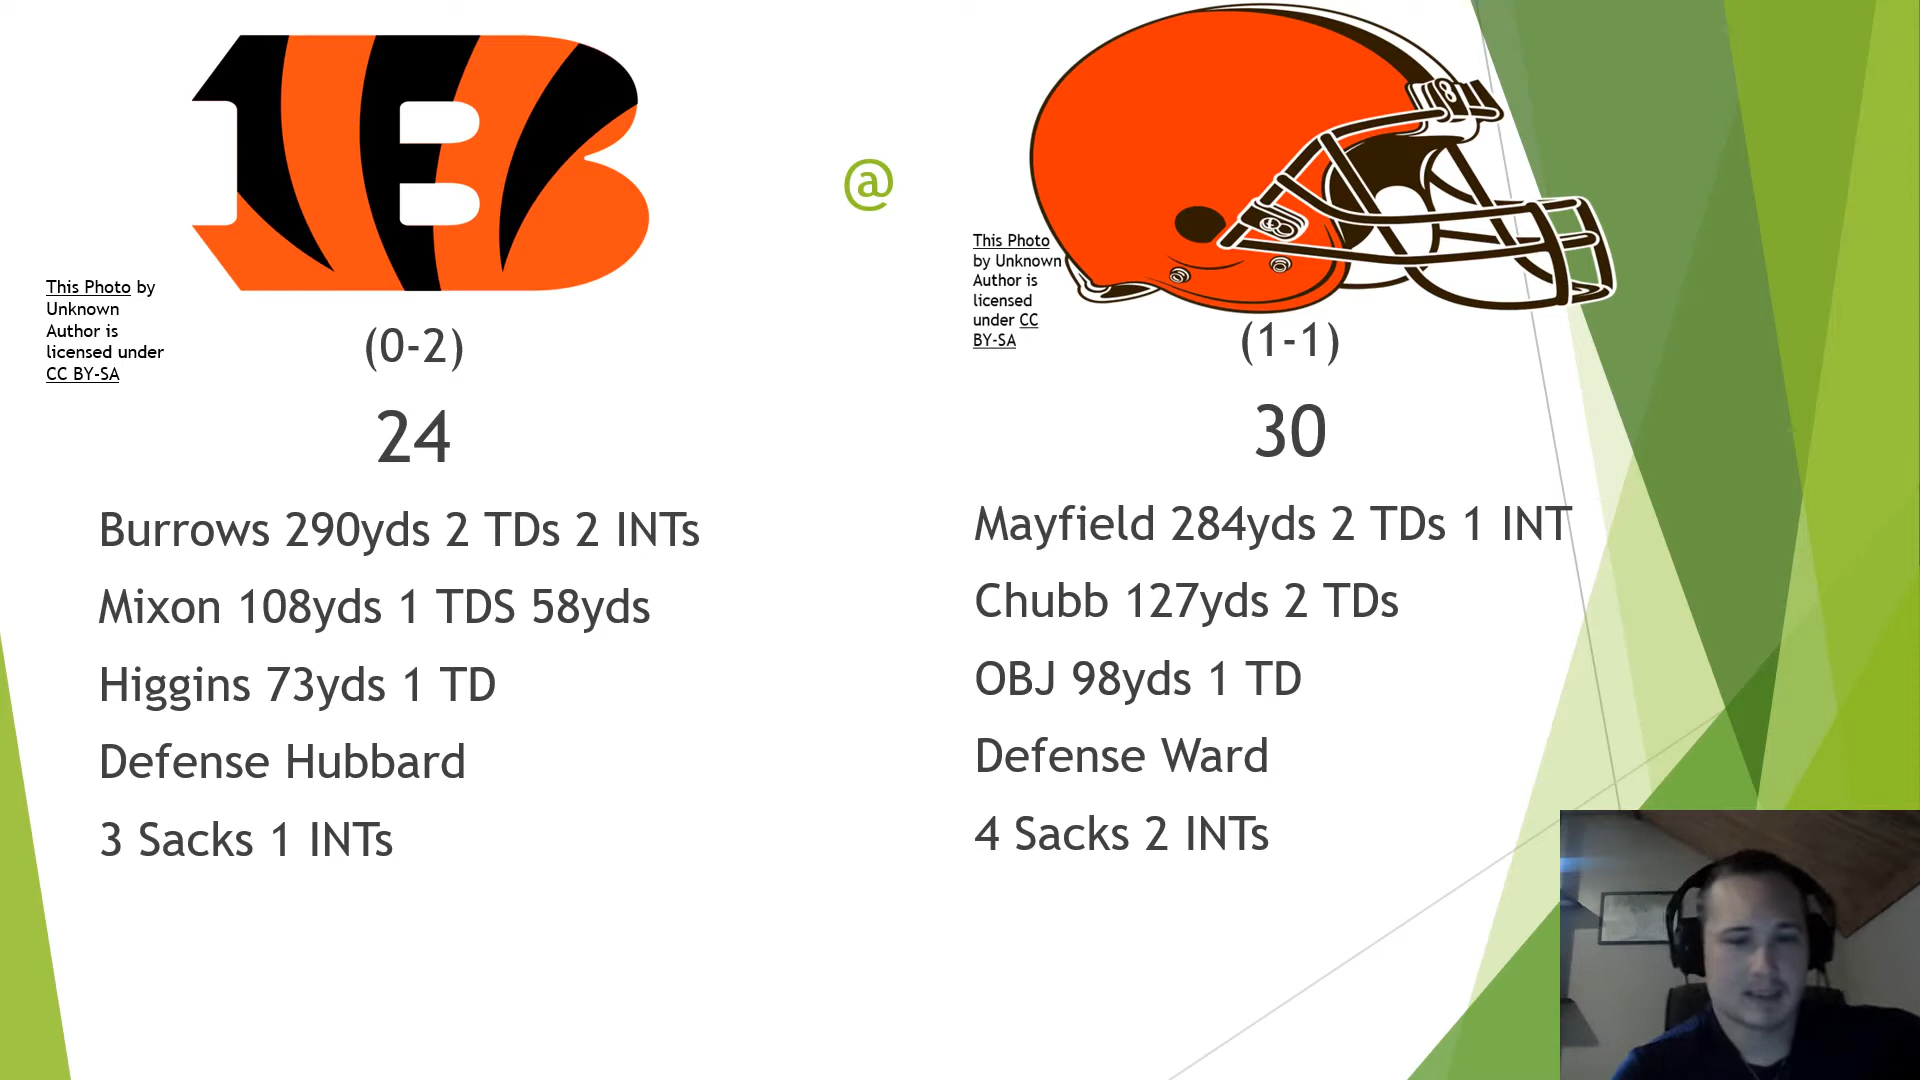 @
This Photo by
Unknown
Author is
licensed under
CC BY-SA
(0-2)
24
Burrows 290yds 2 TDs 2 INTs
Mixon 108yds 1 TDS 58yds
Higgins 73yds 1 TD
Defense Hubbard
3 Sacks 1 INTs
This Photo
by Unknown
Author is
licensed
under CC
BY-SA
(1-1)
30
Mayfield 284yds 2 TDs 1 INT
Chubb 127yds 2 TDs
OBJ 98yds 1 TD
Defense Ward
4 Sacks 2 INTs